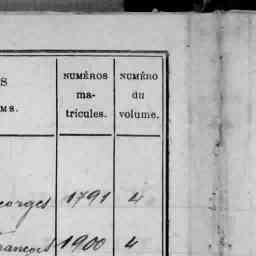 S NUMÉROS NUMÉRO
ma- du
MS. tricules. volume.
eorges 1791 4
rançois 1900 4